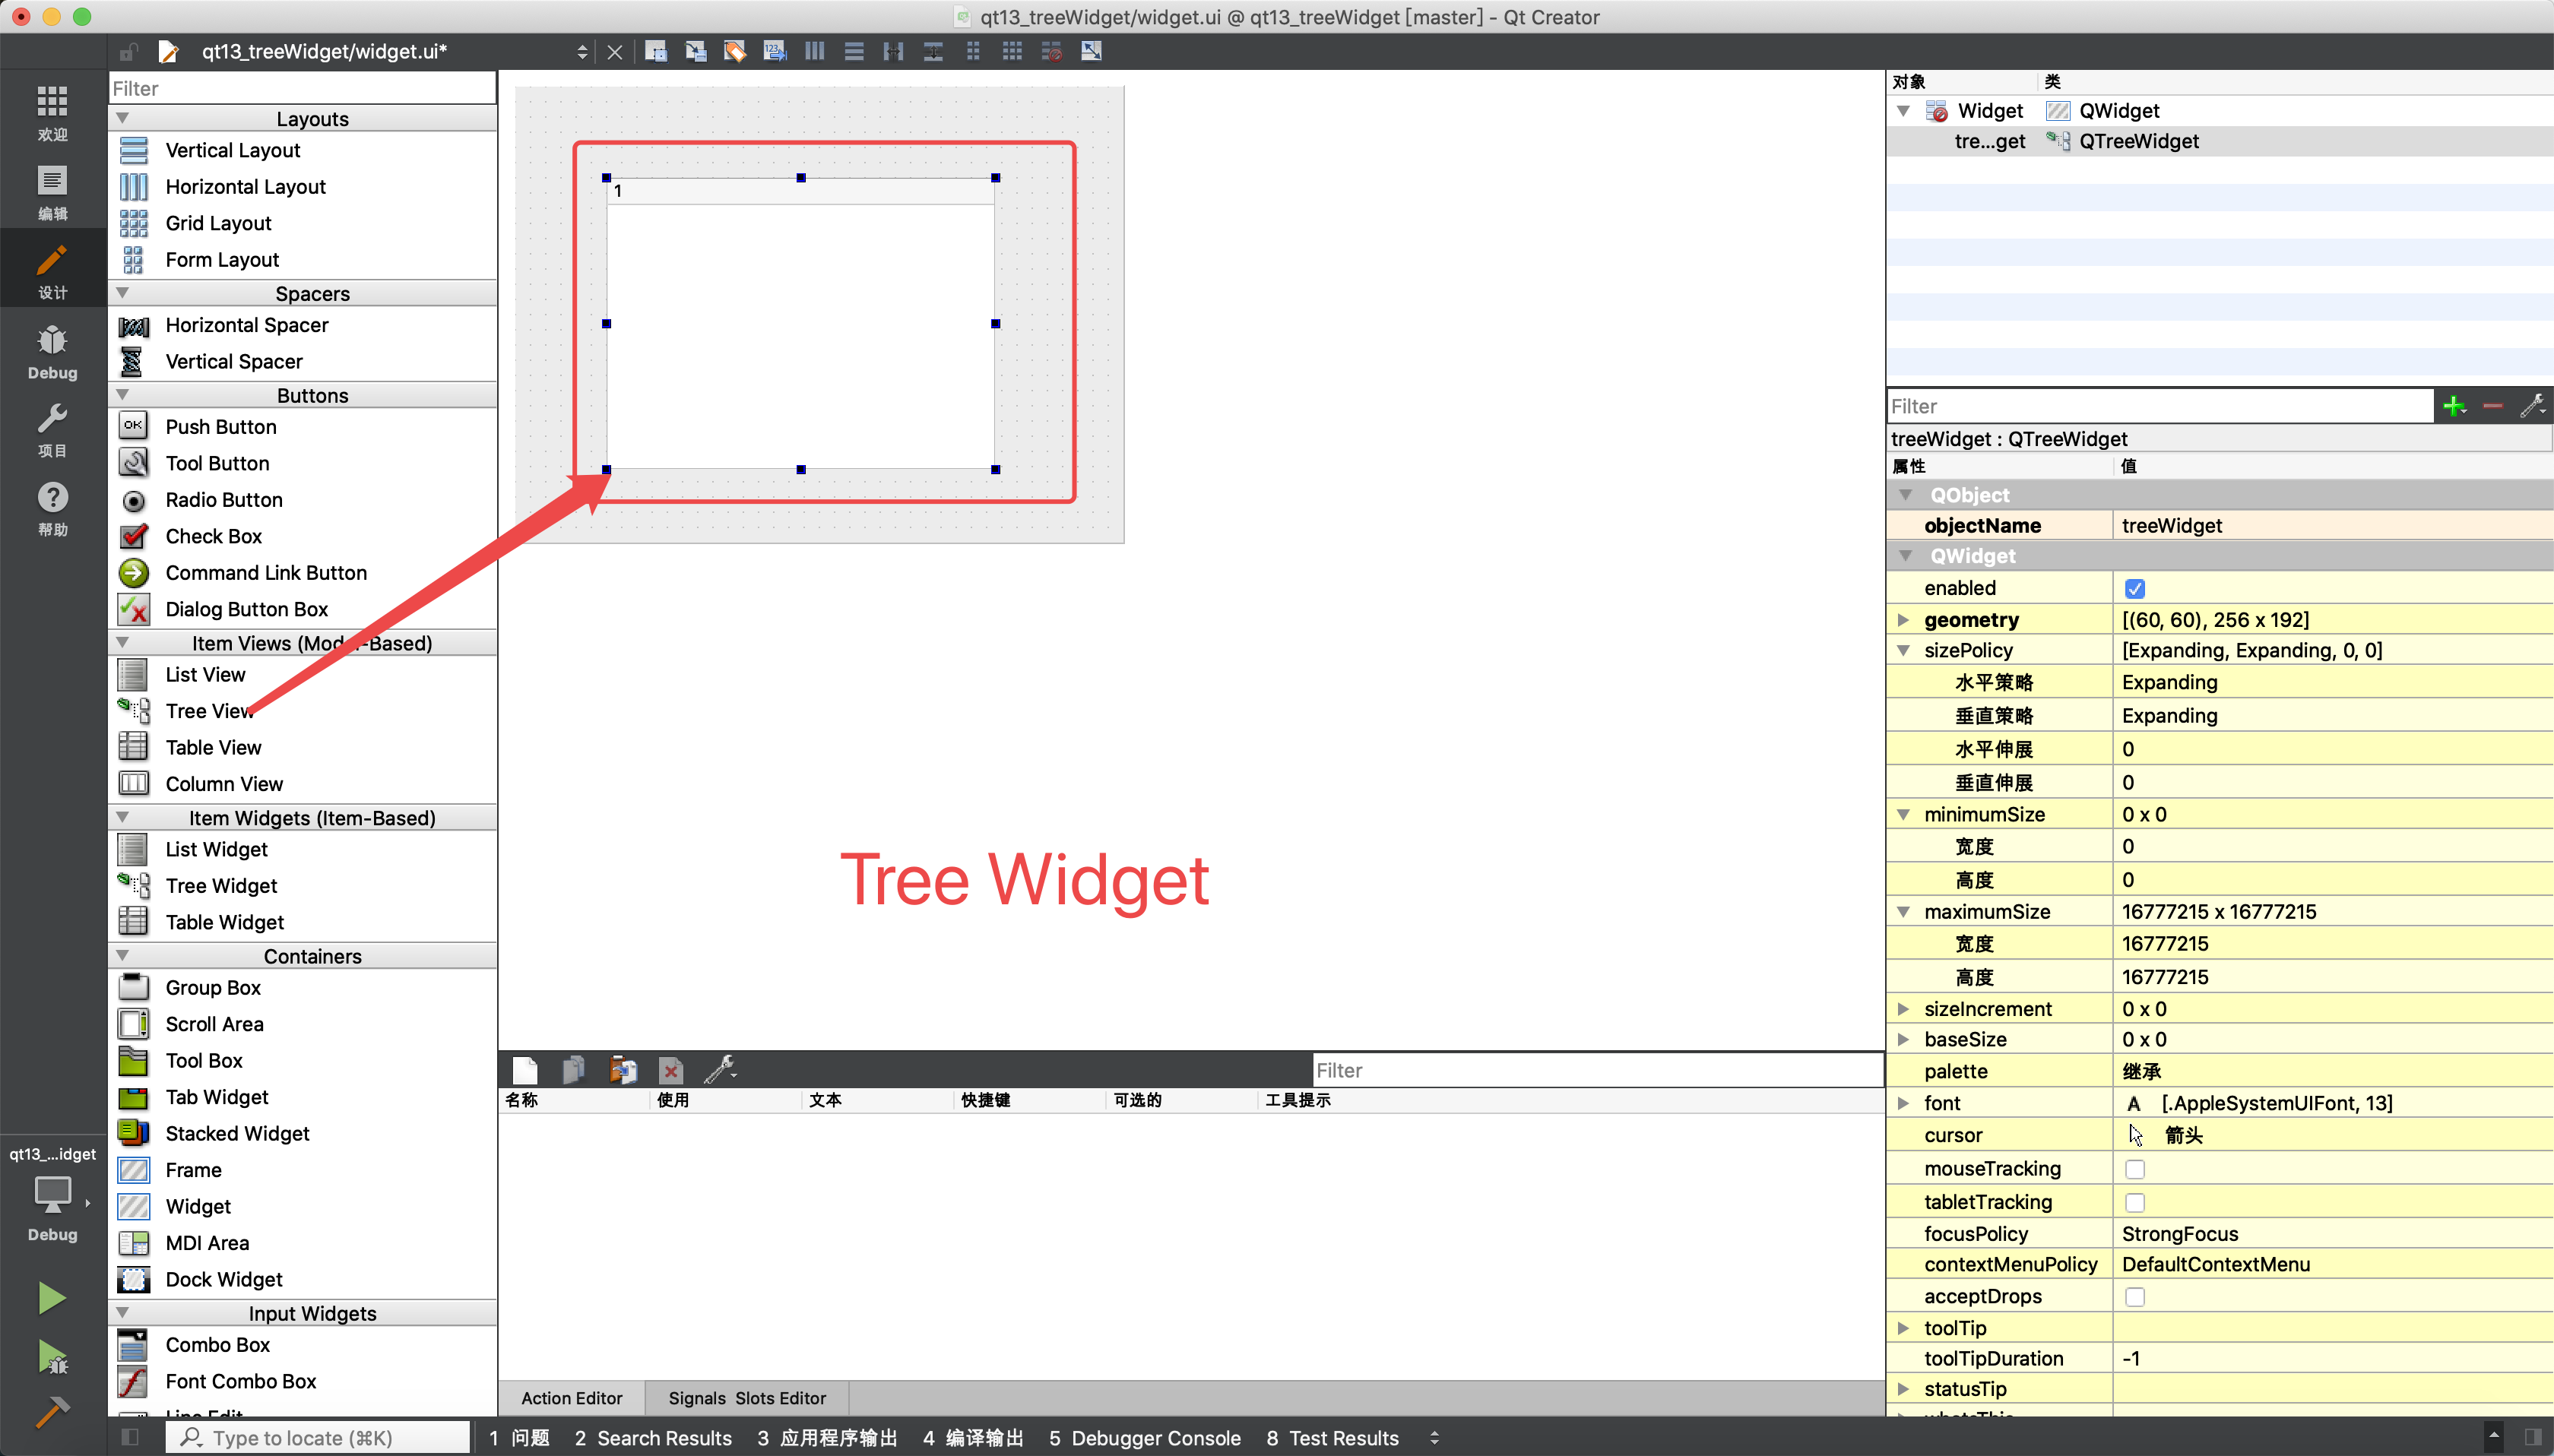 qt13_treeWidget/widget.ui @ qt13_treeWidget [master] - Qt Creator
qt13_treeWidget/widget.ui*
欢迎
编辑
设计
Debug
项目
帮助
qt13_...idget
Debug
Filter
Layouts
Vertical Layout
Horizontal Layout
Grid Layout
Form Layout
Spacers
Horizontal Spacer
Vertical Spacer
Buttons
OK
Push Button
Tool Button
Radio Button
Check Box
Command Link Button
Dialog Button Box
Item Views (Model-Based)
List View
Tree View
Table View
Column View
Item Widgets (Item-Based)
List Widget
Tree Widget
Table Widget
Containers
Group Box
Scroll Area
Tool Box
Tab Widget
Stacked Widget
Frame
Widget
MDI Area
Dock Widget
Input Widgets
Combo Box
Font Combo Box
Line Edit
1
Tree Widget
Filter
名称 使用 文本 快捷键 可选的 工具提示
Action Editor Signals Slots Editor
对象 类
Widget QWidget
tre...get QTreeWidget
Filter
treeWidget : QTreeWidget
属性 值
QObject
objectName treeWidget
QWidget
enabled
geometry [(60, 60), 256 x 192]
sizePolicy [Expanding, Expanding, 0, 0]
水平策略 Expanding
垂直策略 Expanding
水平伸展 0
垂直伸展 0
minimumSize 0 x 0
宽度 0
高度 0
maximumSize 16777215 x 16777215
宽度 16777215
高度 16777215
sizeIncrement 0 x 0
baseSize 0 x 0
palette 继承
font A [.AppleSystemUIFont, 13]
cursor 箭头
mouseTracking
tabletTracking
focusPolicy StrongFocus
contextMenuPolicy DefaultContextMenu
acceptDrops
toolTip
toolTipDuration -1
statusTip
whatsThis
Type to locate (⌘K) 1 问题 2 Search Results 3 应用程序输出 4 编译输出 5 Debugger Console 8 Test Results